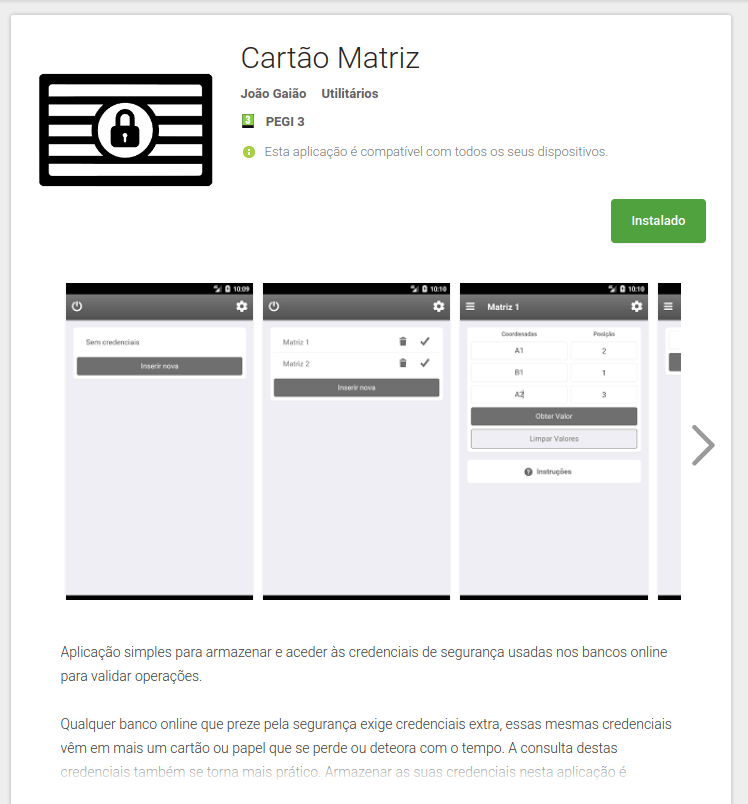 Cartão Matriz
João Gaião Utilitários
3 PEGI 3
Esta aplicação é compatível com todos os seus dispositivos.
Instalado
10:09
Sem credenciais
Inserir nova
10:10
Matriz 1
Matriz 2
Inserir nova
10:10
Matriz 1
Coordenadas Posição
A1 2
B1 1
A2 3
Obter Valor
Limpar Valores
Instruções
Aplicação simples para armazenar e aceder às credenciais de segurança usadas nos bancos online
para validar operações.
Qualquer banco online que preze pela segurança exige credenciais extra, essas mesmas credenciais
vêm em mais um cartão ou papel que se perde ou deteora com o tempo. A consulta destas
credenciais também se torna mais prático. Armazenar as suas credenciais nesta aplicação é